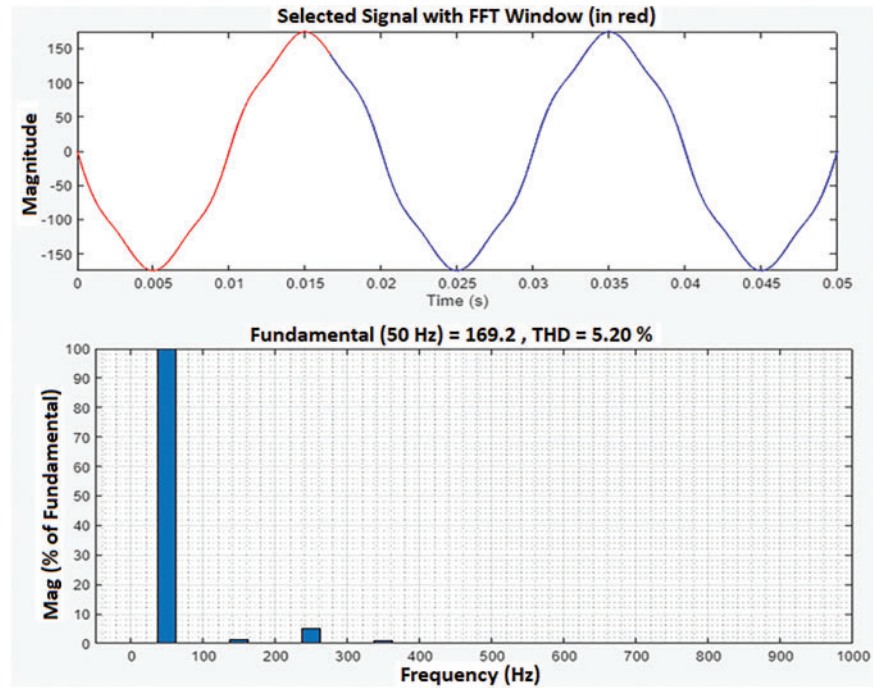 Selected Signal with FFT Window (in red)
Magnitude
150
100
50
0
-50
-100
-150
0 0.005 0.01 0.015 0.02 0.025 0.03 0.035 0.04 0.045 0.05
Time (s)
Fundamental (50 Hz) = 169.2 , THD = 5.20 %
Mag (% of Fundamental)
100
90
80
70
60
50
40
30
20
10
0
0 100 200 300 400 500 600 700 800 900 1000
Frequency (Hz)